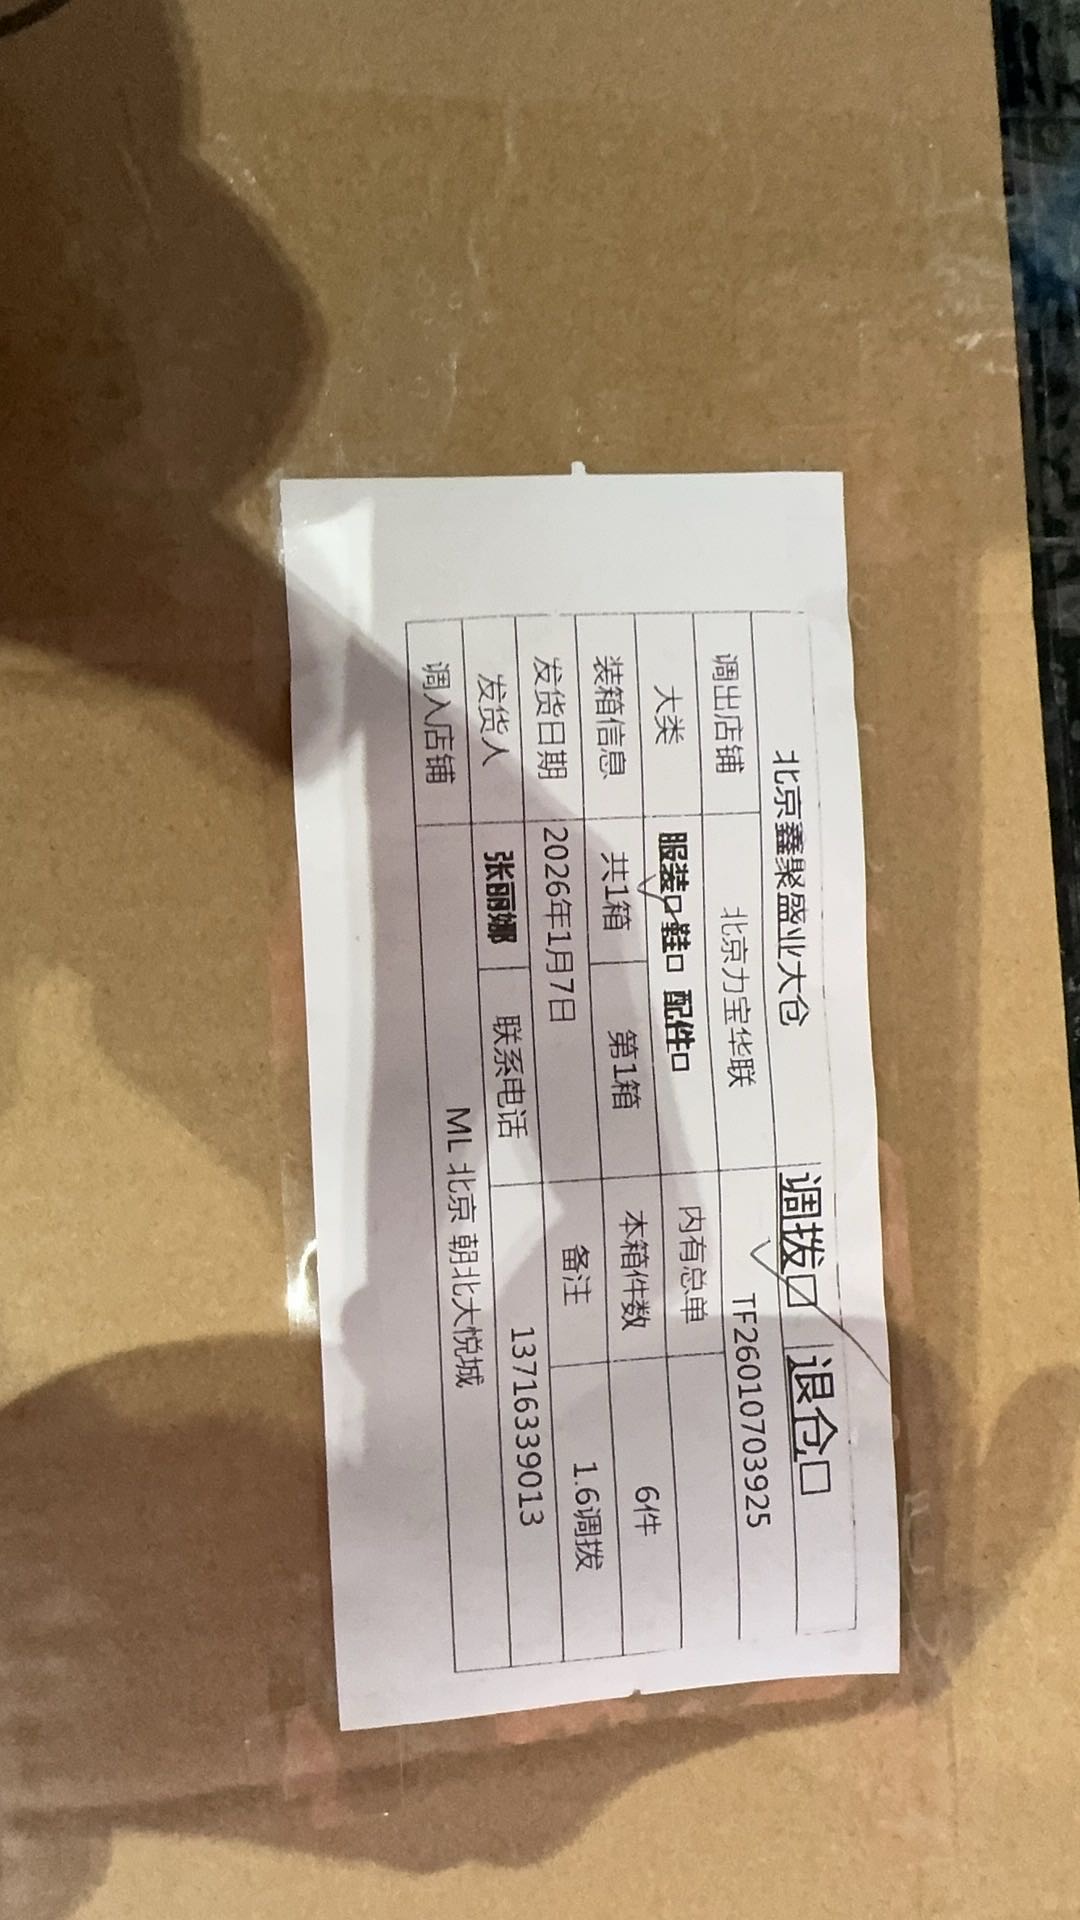 北京鑫聚盛业大仓 调拨□ 退仓□
调出店铺 北京力宝华联 TF26010703925
大类 服装□ 鞋□ 配件□ 内有总单
装箱信息 共1箱 第1箱 本箱件数 6件
发货日期 2026年1月7日 备注 1.6调拨
发货人 张丽娜 联系电话 13716339013
调入店铺 ML 北京 朝北大悦城